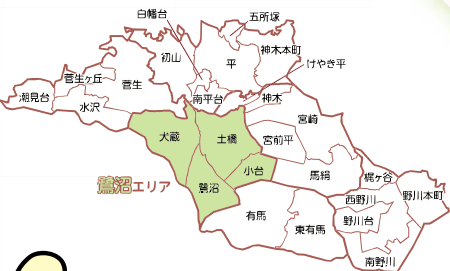 五所塚
白幡台
神木本町
初山
平
けやき平
菅生ヶ丘
菅生
南平台
神木
潮見台
水沢
宮崎
犬蔵
土橋
宮前平
小台
馬絹
梶ヶ谷
鷺沼エリア
鷺沼
西野川
野川本町
有馬
野川台
東有馬
南野川